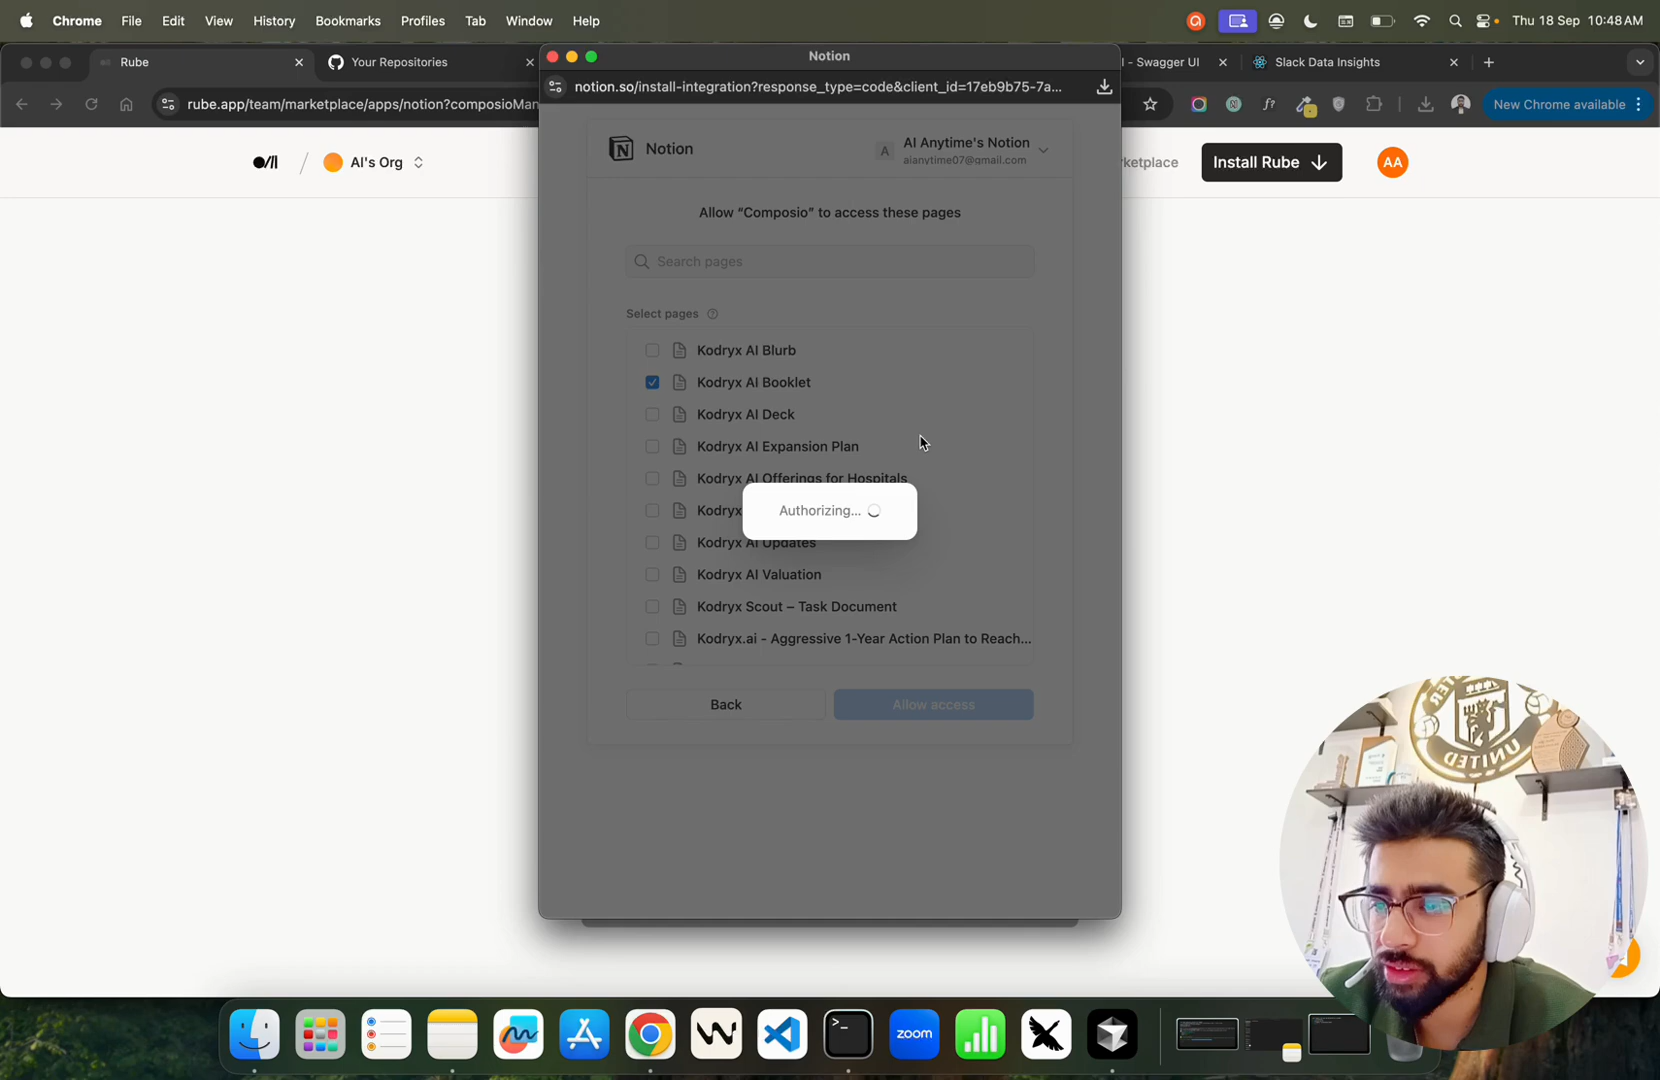 Chrome File Edit View History Bookmarks Profiles Tab Window Help Thu 18 Sep 10:48 AM
Rube Your Repositories Notion I - Swagger UI Slack Data Insights
rube.app/team/marketplace/apps/notion?composioMan notion.so/install-integration?response_type=code&client_id=17eb9b75-7a... New Chrome available
AI's Org ketplace Install Rube AA
Notion A AI Anytime's Notion
aianytime07@gmail.com
Allow “Composio” to access these pages
Search pages
Select pages
Kodryx AI Blurb
Kodryx AI Booklet
Kodryx AI Deck
Kodryx AI Expansion Plan
Kodryx AI Offerings for Hospitals
Kodryx
Authorizing...
Kodryx AI Updates
Kodryx AI Valuation
Kodryx Scout – Task Document
Kodryx.ai - Aggressive 1-Year Action Plan to Reach...
Back Allow access
UNITED
zoom